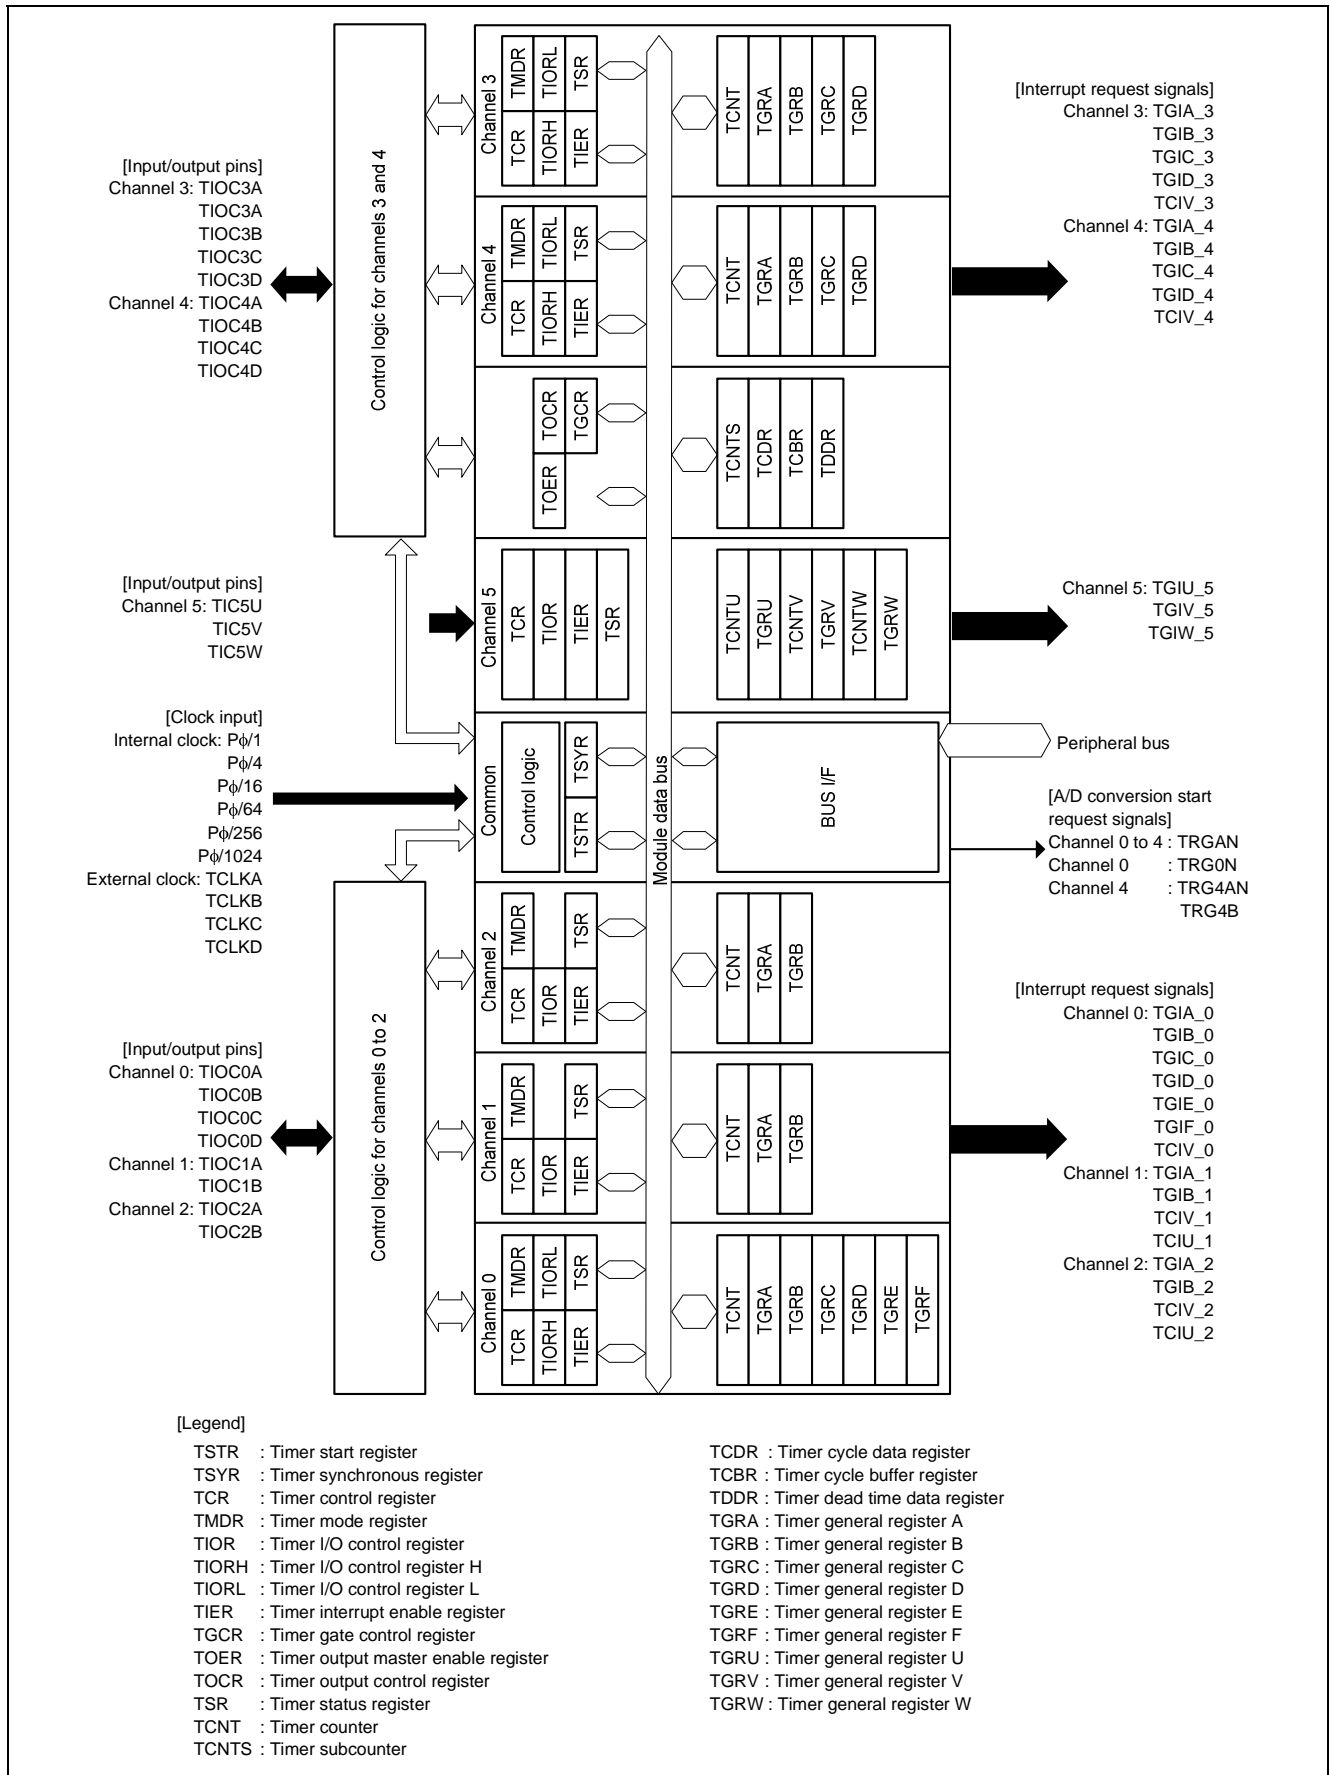 [Input/output pins]
Channel 3: TIOC3A
TIOC3A
TIOC3B
TIOC3C
TIOC3D
Channel 4: TIOC4A
TIOC4B
TIOC4C
TIOC4D
[Input/output pins]
Channel 5: TIC5U
TIC5V
TIC5W
[Clock input]
Internal clock: Pϕ/1
Pϕ/4
Pϕ/16
Pϕ/64
Pϕ/256
Pϕ/1024
External clock: TCLKA
TCLKB
TCLKC
TCLKD
[Input/output pins]
Channel 0: TIOC0A
TIOC0B
TIOC0C
TIOC0D
Channel 1: TIOC1A
TIOC1B
Channel 2: TIOC2A
TIOC2B
Control logic for channels 3 and 4
Control logic for channels 0 to 2
Channel 3
TCR
TMDR
TIORH
TIORL
TIER
TSR
TCNT
TGRA
TGRB
TGRC
TGRD
Channel 4
TCR
TMDR
TIORH
TIORL
TIER
TSR
TCNT
TGRA
TGRB
TGRC
TGRD
TOER
TOCR
TGCR
TCNTS
TCDR
TCBR
TDDR
Channel 5
TCR
TIOR
TIER
TSR
TCNTU
TGRU
TCNTV
TGRV
TCNTW
TGRW
Common
Control logic
TSTR
TSYR
Module data bus
BUS I/F
Channel 2
TCR
TMDR
TIOR
TIER
TSR
TCNT
TGRA
TGRB
Channel 1
TCR
TMDR
TIOR
TIER
TSR
TCNT
TGRA
TGRB
Channel 0
TCR
TMDR
TIORH
TIORL
TIER
TSR
TCNT
TGRA
TGRB
TGRC
TGRD
TGRE
TGRF
[Interrupt request signals]
Channel 3: TGIA_3
TGIB_3
TGIC_3
TGID_3
TCIV_3
Channel 4: TGIA_4
TGIB_4
TGIC_4
TGID_4
TCIV_4
Channel 5: TGIU_5
TGIV_5
TGIW_5
Peripheral bus
[A/D conversion start
request signals]
Channel 0 to 4 : TRGAN
Channel 0 : TRG0N
Channel 4 : TRG4AN
TRG4B
[Interrupt request signals]
Channel 0: TGIA_0
TGIB_0
TGIC_0
TGID_0
TGIE_0
TGIF_0
TCIV_0
Channel 1: TGIA_1
TGIB_1
TCIV_1
TCIU_1
Channel 2: TGIA_2
TGIB_2
TCIV_2
TCIU_2
[Legend]
TSTR : Timer start register
TSYR : Timer synchronous register
TCR : Timer control register
TMDR : Timer mode register
TIOR : Timer I/O control register
TIORH : Timer I/O control register H
TIORL : Timer I/O control register L
TIER : Timer interrupt enable register
TGCR : Timer gate control register
TOER : Timer output master enable register
TOCR : Timer output control register
TSR : Timer status register
TCNT : Timer counter
TCNTS : Timer subcounter
TCDR : Timer cycle data register
TCBR : Timer cycle buffer register
TDDR : Timer dead time data register
TGRA : Timer general register A
TGRB : Timer general register B
TGRC : Timer general register C
TGRD : Timer general register D
TGRE : Timer general register E
TGRF : Timer general register F
TGRU : Timer general register U
TGRV : Timer general register V
TGRW : Timer general register W